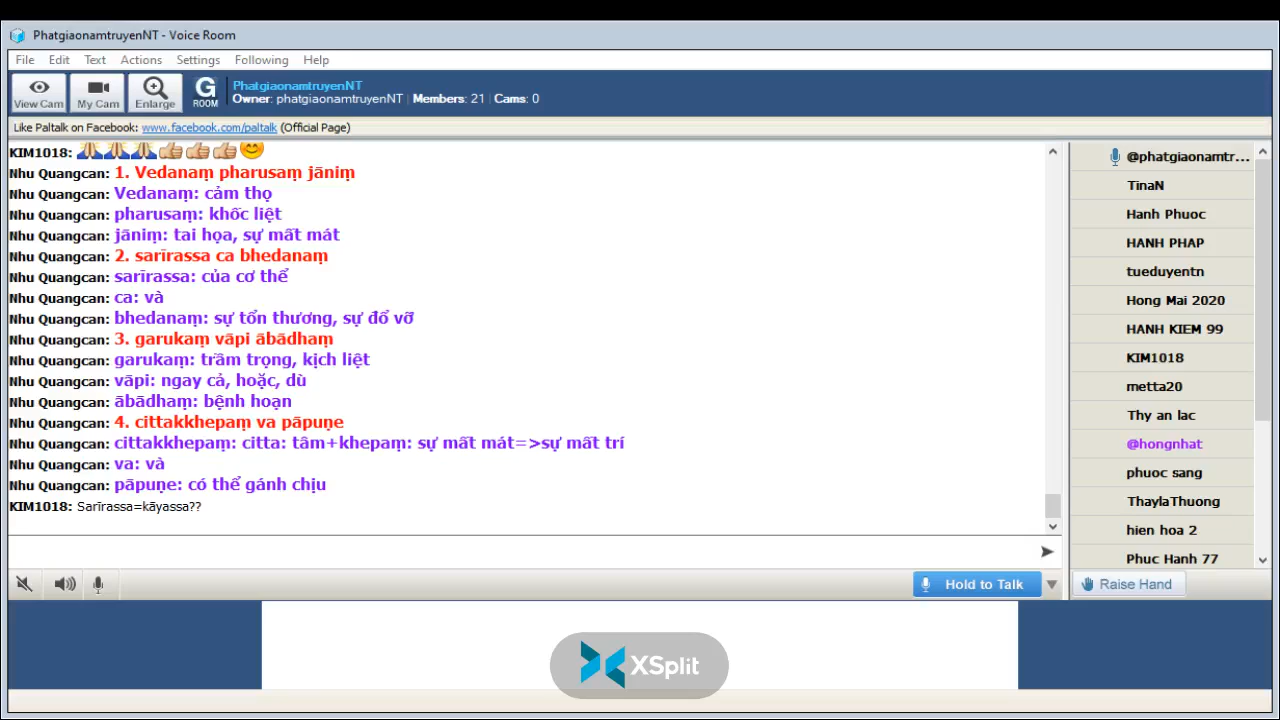 PhatgiaonamtruyenNT - Voice Room
File Edit Text Actions Settings Following Help
View Cam My Cam Enlarge G ROOM
PhatgiaonamtruyenNT
Owner: phatgiaonamtruyenNT | Members: 21 | Cams: 0
Like Paltalk on Facebook: www.facebook.com/paltalk (Official Page)
KIM1018:
Nhu Quangcan: 1. Vedanaṃ pharusaṃ jāniṃ
Nhu Quangcan: Vedanaṃ: cảm thọ
Nhu Quangcan: pharusaṃ: khốc liệt
Nhu Quangcan: jāniṃ: tai họa, sự mất mát
Nhu Quangcan: 2. sarīrassa ca bhedanaṃ
Nhu Quangcan: sarīrassa: của cơ thể
Nhu Quangcan: ca: và
Nhu Quangcan: bhedanaṃ: sự tổn thương, sự đổ vỡ
Nhu Quangcan: 3. garukaṃ vāpi ābādhaṃ
Nhu Quangcan: garukaṃ: trầm trọng, kịch liệt
Nhu Quangcan: vāpi: ngay cả, hoặc, dù
Nhu Quangcan: ābādhaṃ: bệnh hoạn
Nhu Quangcan: 4. cittakkhepaṃ va pāpuṇe
Nhu Quangcan: cittakkhepaṃ: citta: tâm+khepaṃ: sự mất mát=>sự mất trí
Nhu Quangcan: va: và
Nhu Quangcan: pāpuṇe: có thể gánh chịu
KIM1018: Sarīrassa=kāyassa??
@phatgiaonamtr...
TinaN
Hanh Phuoc
HANH PHAP
tueduyentn
Hong Mai 2020
HANH KIEM 99
KIM1018
metta20
Thy an lac
@hongnhat
phuoc sang
ThaylaThuong
hien hoa 2
Phuc Hanh 77
Hold to Talk
Raise Hand
XSplit